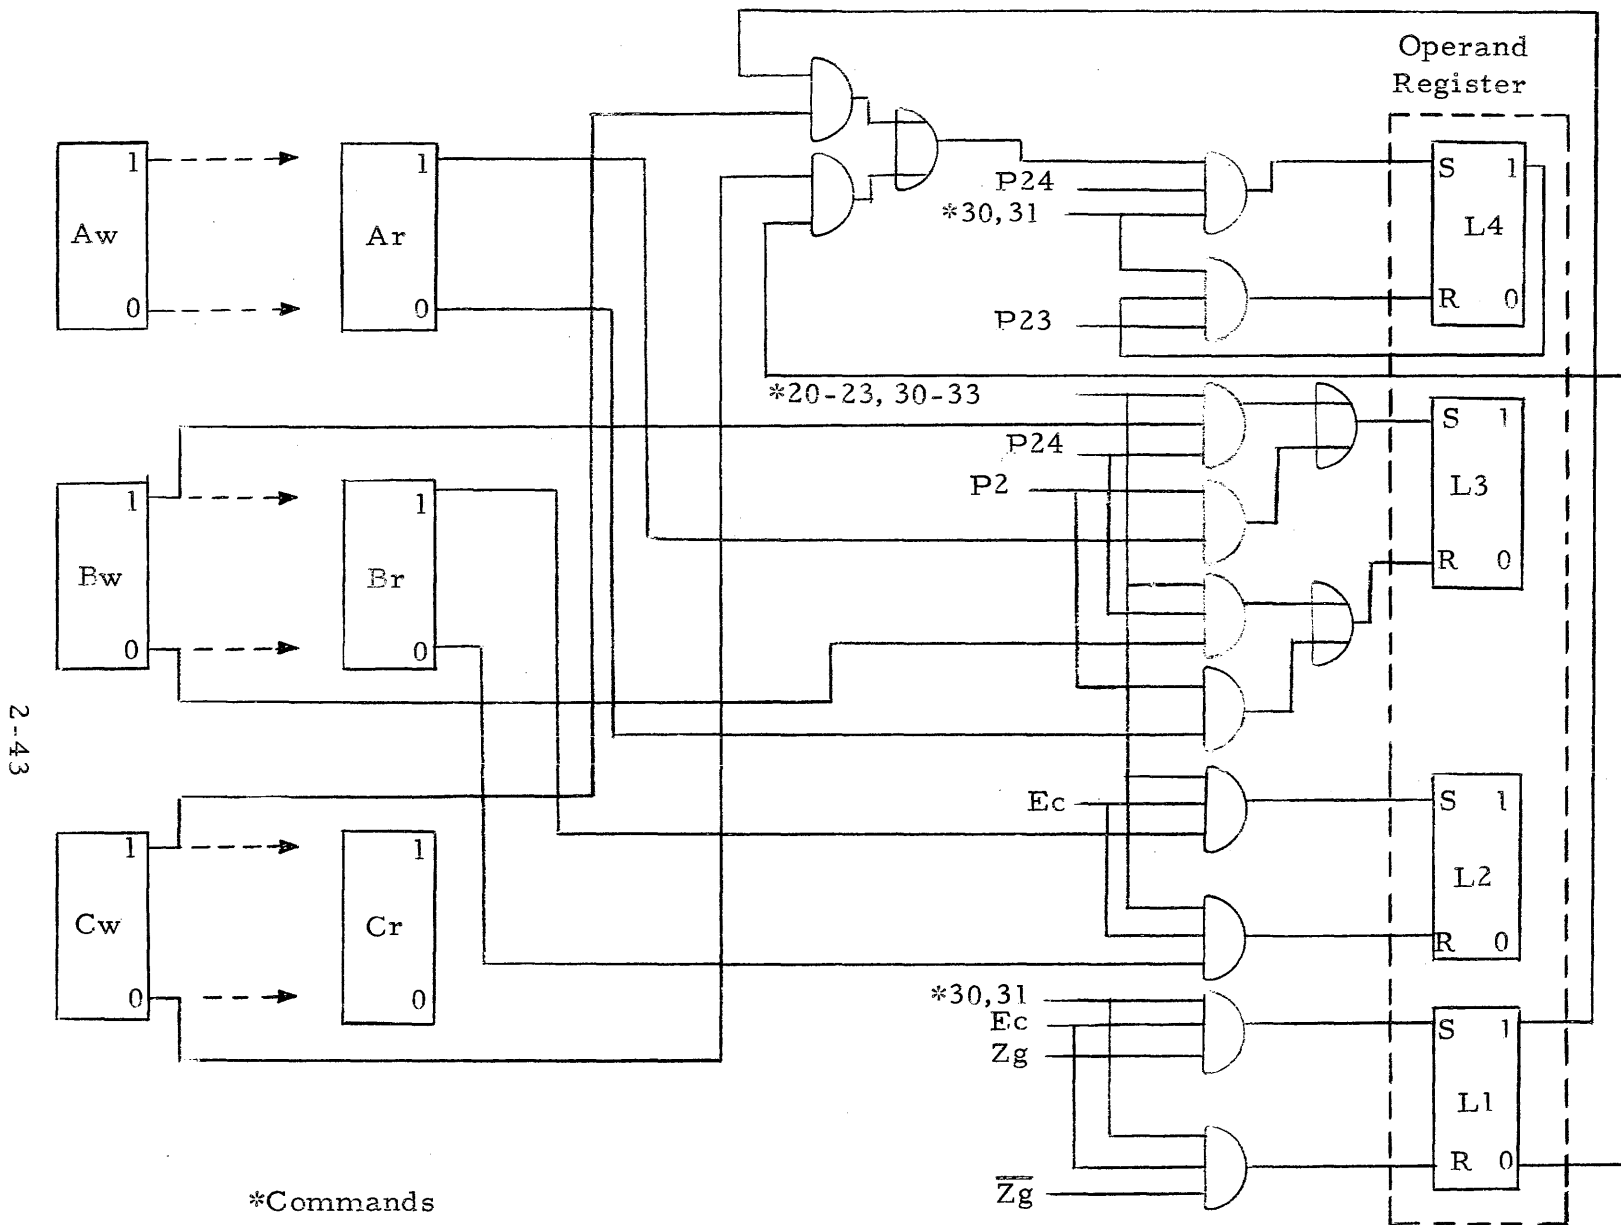 Operand
Register
1
1
S 1
P24
*30,31
Aw
Ar
L4
0
0
R 0
P23
*20-23, 30-33
S 1
P24
P2
L3
1
1
R 0
Bw
Br
0
0
2-43
Ec
S 1
1
1
L2
Cw
Cr
R 0
0
0
*30,31
Ec
S 1
Zg
L1
R 0
Z̅g̅
*Commands